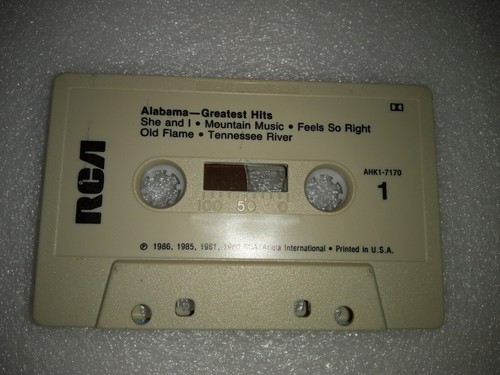 Alabama—Greatest Hits
She and I • Mountain Music • Feels So Right
Old Flame • Tennessee River
RCA
AHK1-7170
1
100 50 0
℗ 1986, 1985, 1981, International • Printed in U.S.A.